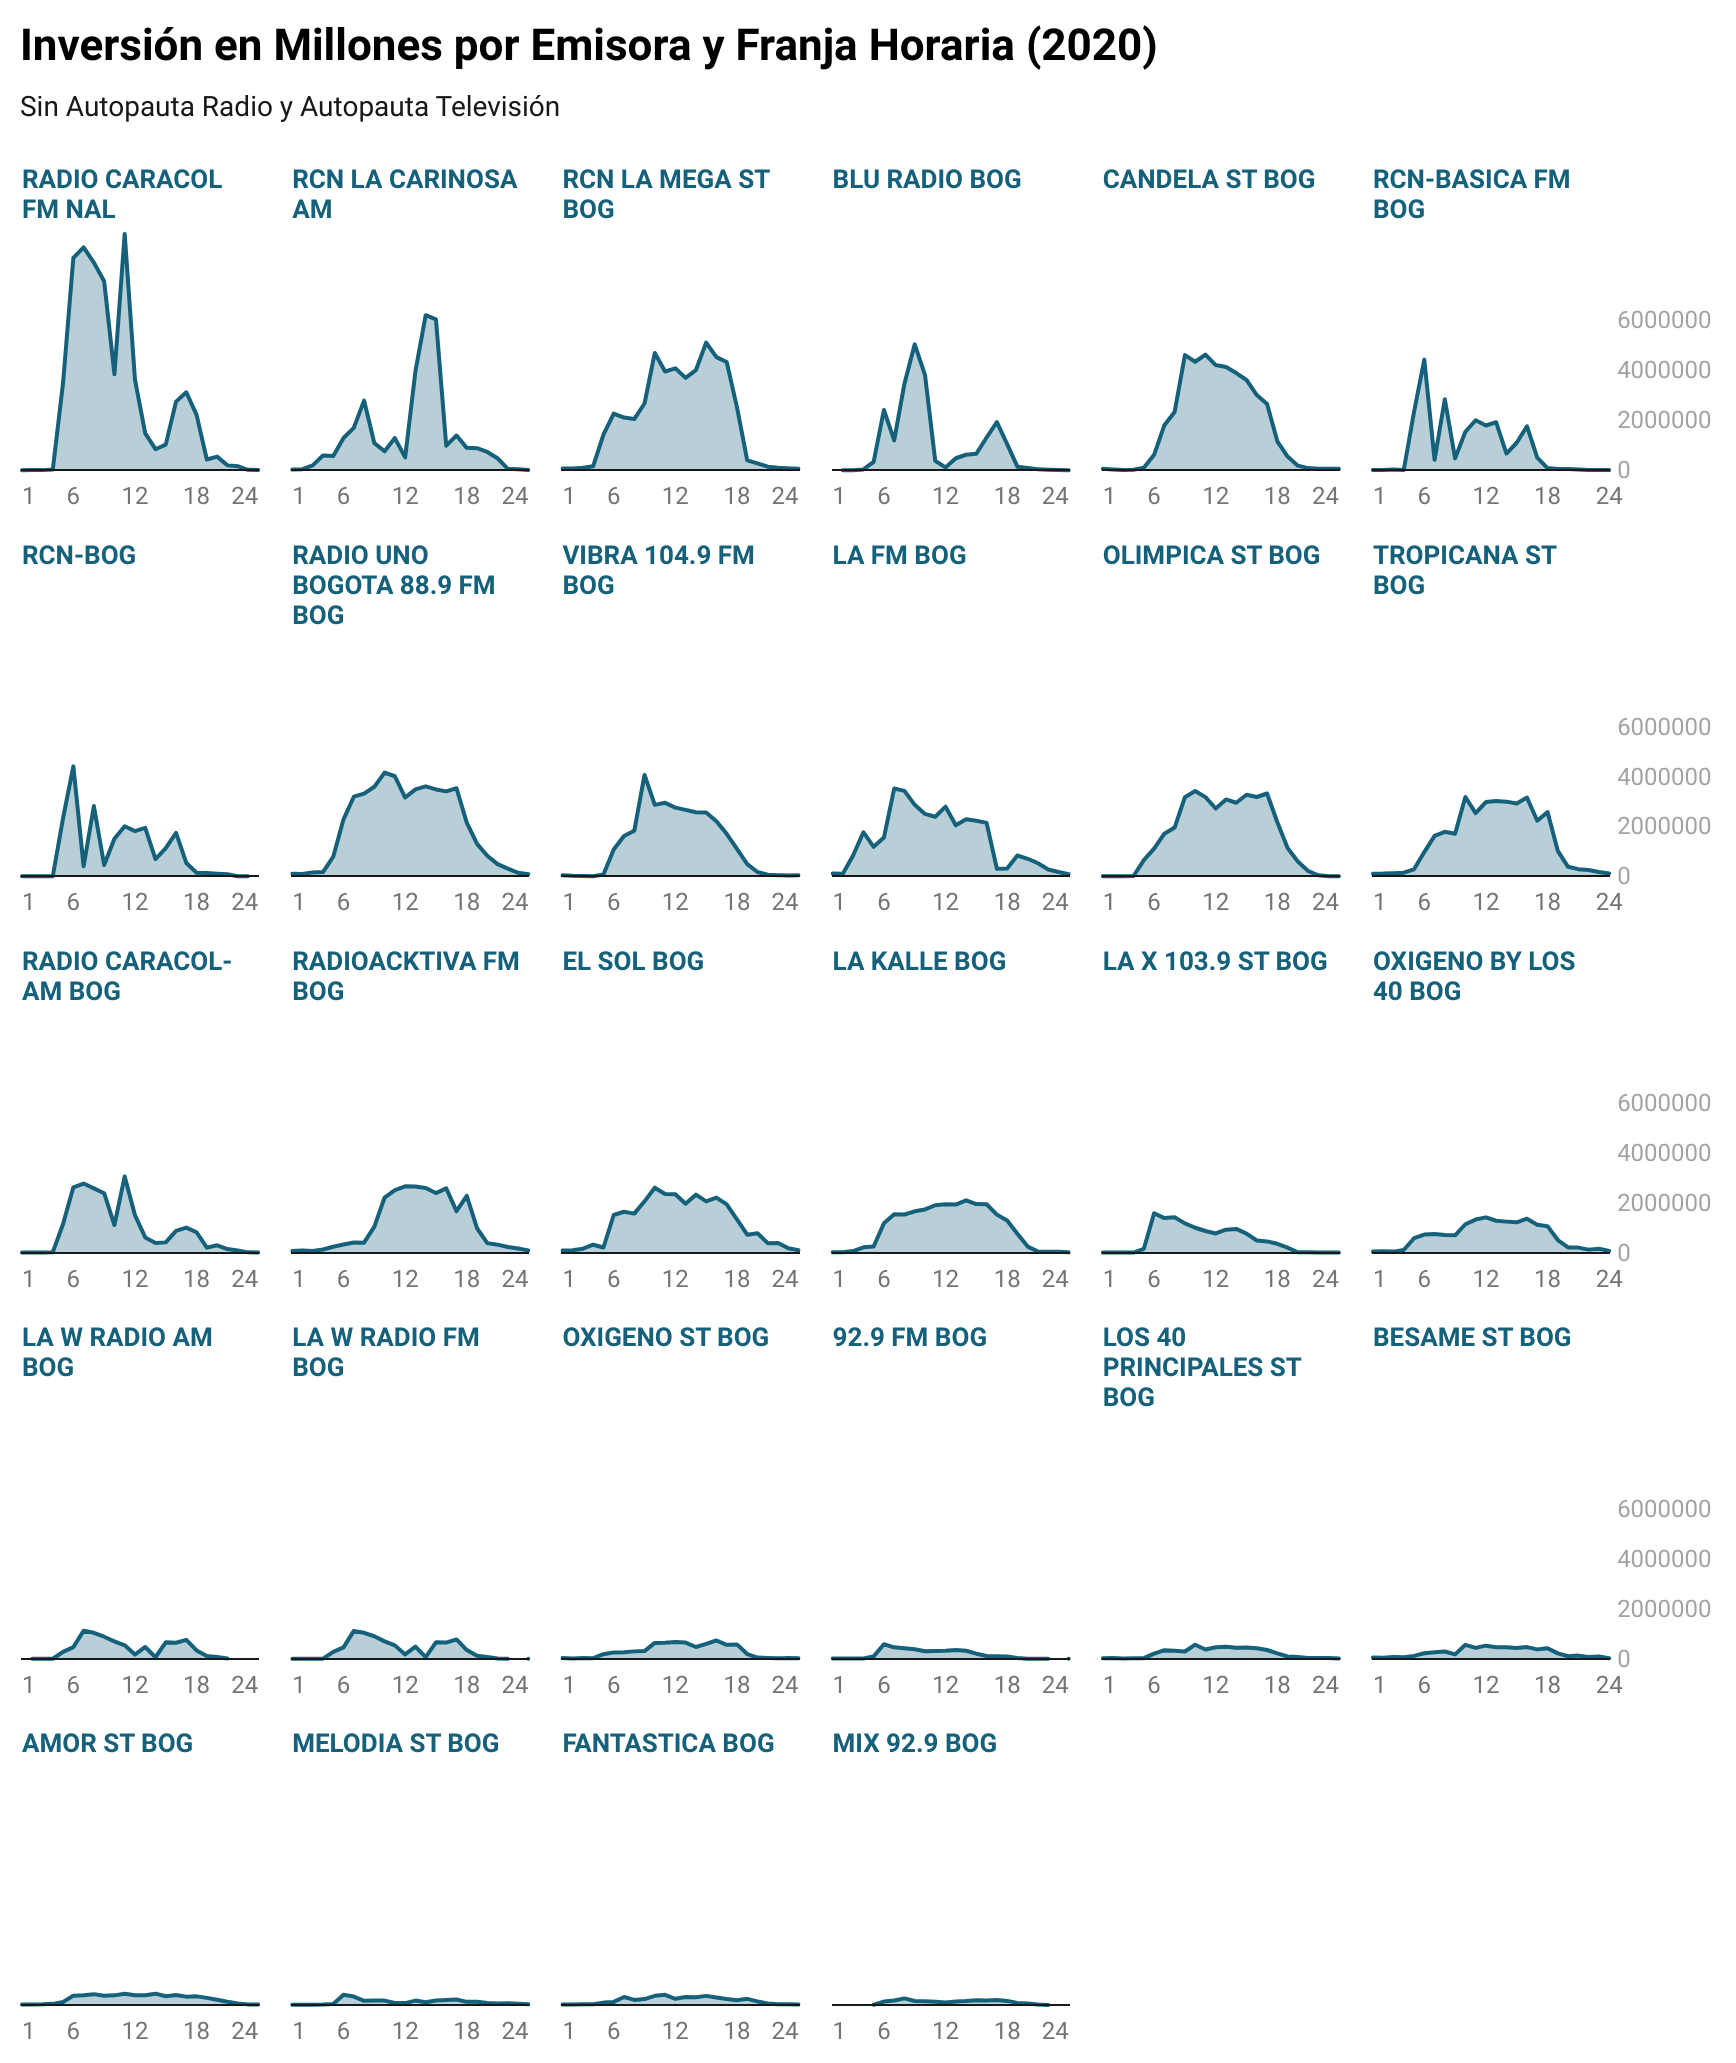 Inversión en Millones por Emisora y Franja Horaria (2020)
Sin Autopauta Radio y Autopauta Televisión
RADIO CARACOL
FM NAL
RCN LA CARINOSA
AM
RCN LA MEGA ST
BOG
BLU RADIO BOG
CANDELA ST BOG
RCN-BASICA FM
BOG
6000000
4000000
2000000
0
1 6 12 18 24
1 6 12 18 24
1 6 12 18 24
1 6 12 18 24
1 6 12 18 24
1 6 12 18 24
RCN-BOG
RADIO UNO
BOGOTA 88.9 FM
BOG
VIBRA 104.9 FM
BOG
LA FM BOG
OLIMPICA ST BOG
TROPICANA ST
BOG
6000000
4000000
2000000
0
1 6 12 18 24
1 6 12 18 24
1 6 12 18 24
1 6 12 18 24
1 6 12 18 24
1 6 12 18 24
RADIO CARACOL-
AM BOG
RADIOACKTIVA FM
BOG
EL SOL BOG
LA KALLE BOG
LA X 103.9 ST BOG
OXIGENO BY LOS
40 BOG
6000000
4000000
2000000
0
1 6 12 18 24
1 6 12 18 24
1 6 12 18 24
1 6 12 18 24
1 6 12 18 24
1 6 12 18 24
LA W RADIO AM
BOG
LA W RADIO FM
BOG
OXIGENO ST BOG
92.9 FM BOG
LOS 40
PRINCIPALES ST
BOG
BESAME ST BOG
6000000
4000000
2000000
0
1 6 12 18 24
1 6 12 18 24
1 6 12 18 24
1 6 12 18 24
1 6 12 18 24
1 6 12 18 24
AMOR ST BOG
MELODIA ST BOG
FANTASTICA BOG
MIX 92.9 BOG
1 6 12 18 24
1 6 12 18 24
1 6 12 18 24
1 6 12 18 24